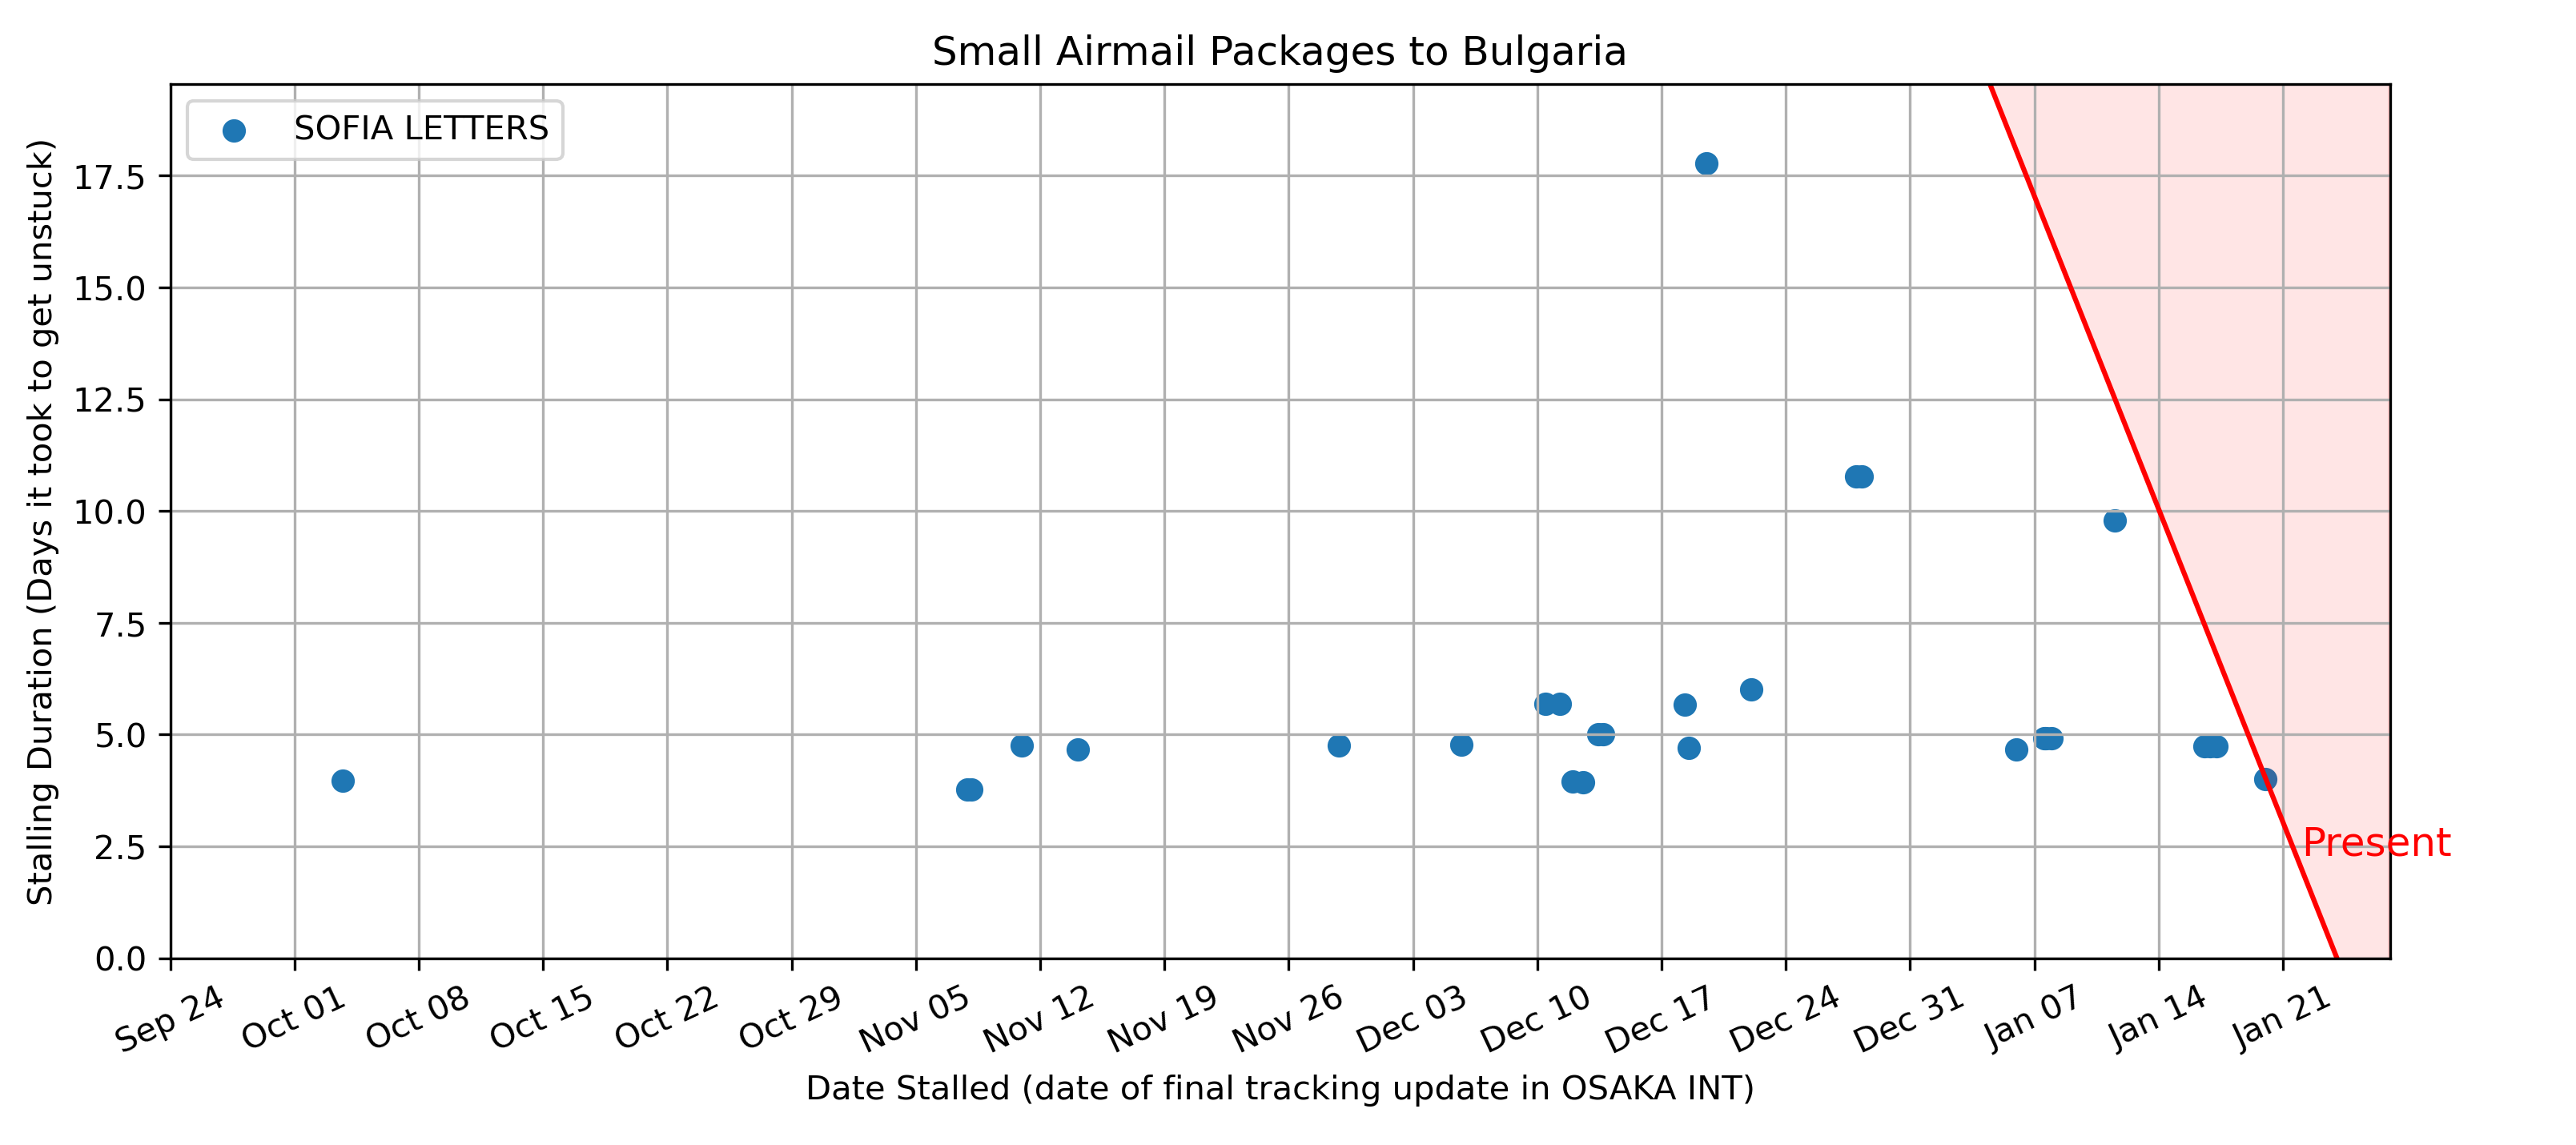 Small Airmail Packages to Bulgaria
SOFIA LETTERS
Stalling Duration (Days it took to get unstuck)
17.5
15.0
12.5
10.0
7.5
5.0
2.5
0.0
Present
Sep 24 Oct 01 Oct 08 Oct 15 Oct 22 Oct 29 Nov 05 Nov 12 Nov 19 Nov 26 Dec 03 Dec 10 Dec 17 Dec 24 Dec 31 Jan 07 Jan 14 Jan 21
Date Stalled (date of final tracking update in OSAKA INT)